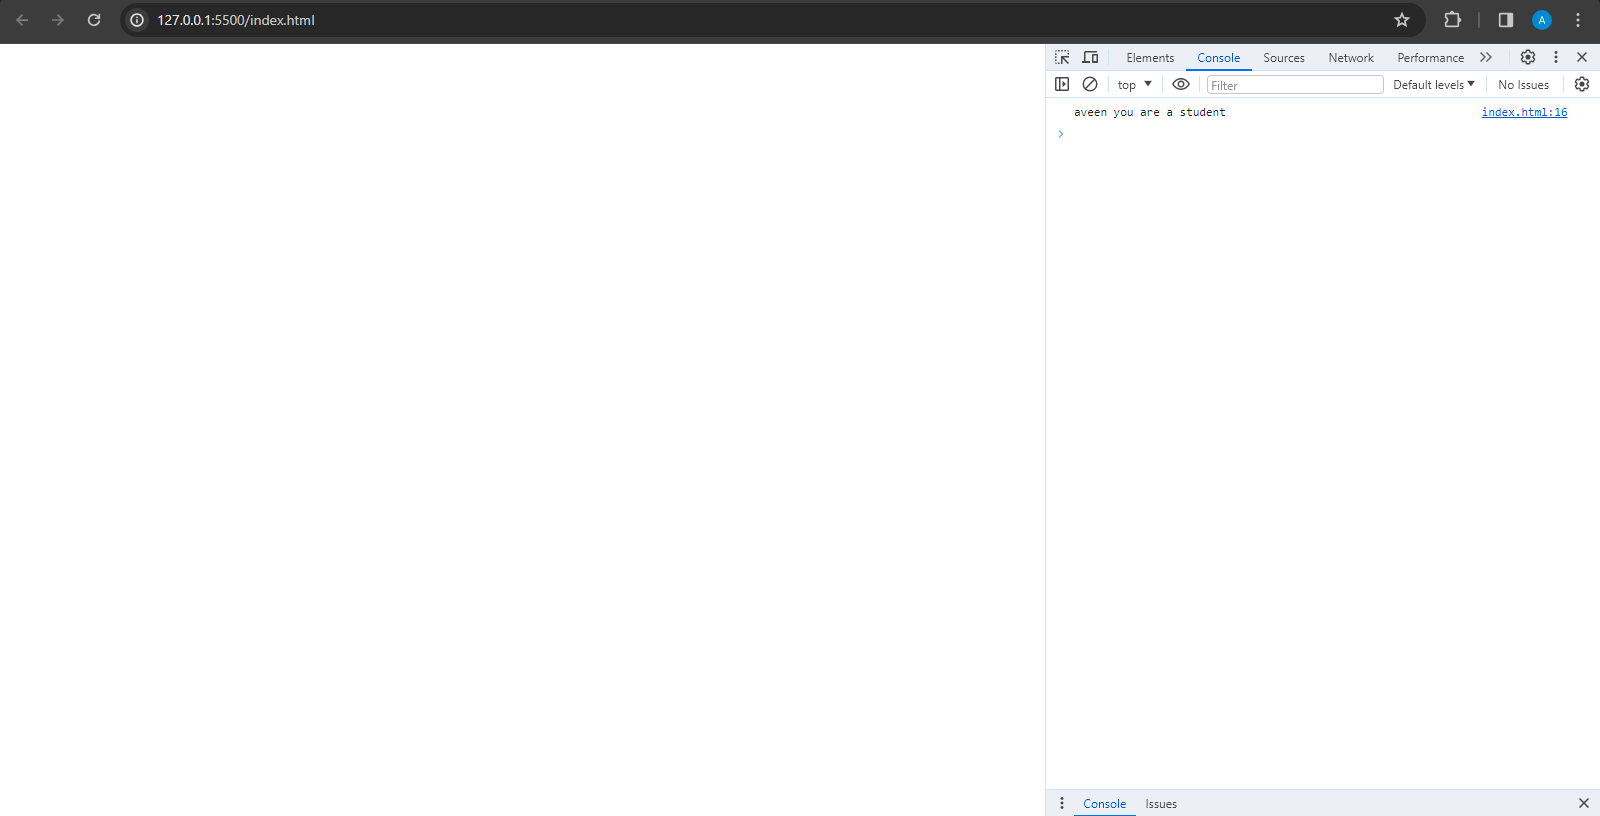 127.0.0.1:5500/index.html
A
Elements Console Sources Network Performance
top Filter Default levels No Issues
aveen you are a student index.html:16
Console Issues